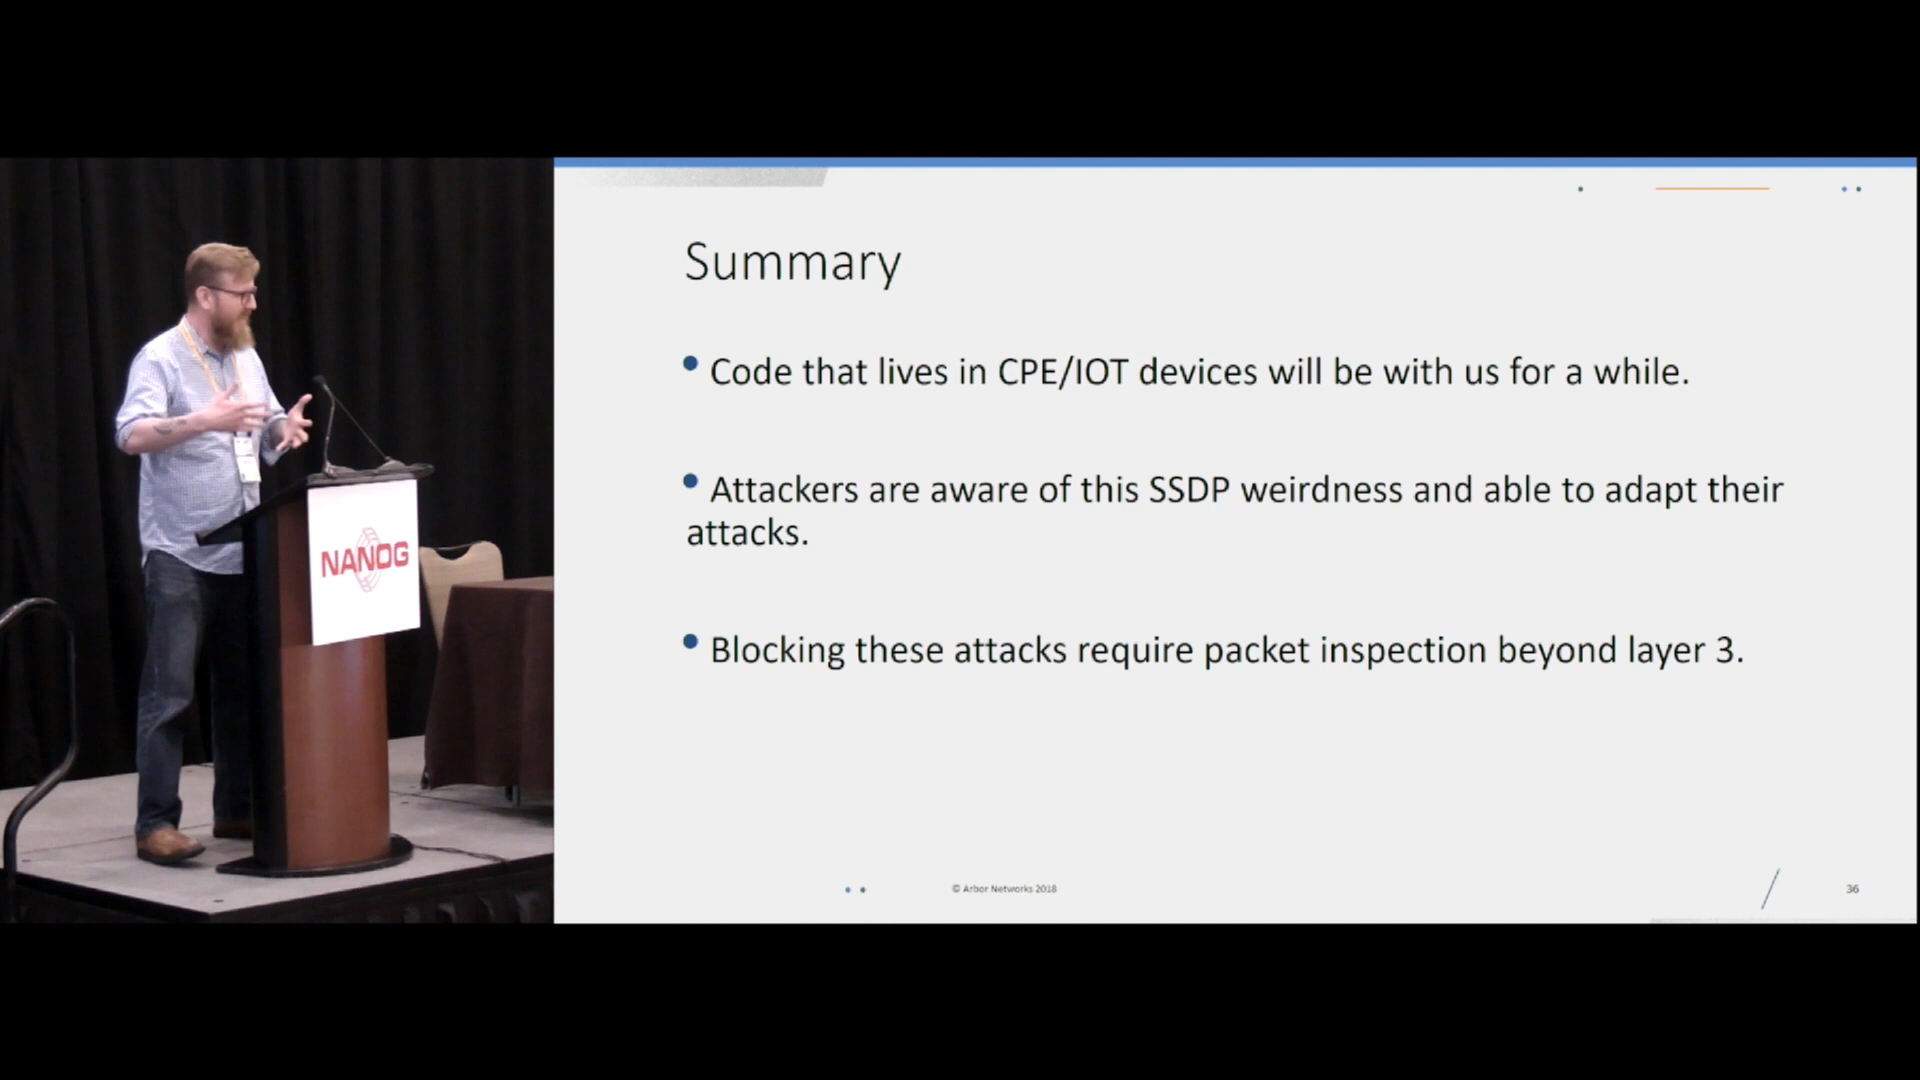 NANOG
Summary
• Code that lives in CPE/IOT devices will be with us for a while.
• Attackers are aware of this SSDP weirdness and able to adapt their
attacks.
• Blocking these attacks require packet inspection beyond layer 3.
© Arbor Networks 2018
36